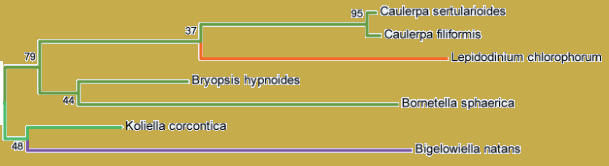 95 Caulerpa sertularioides
37 Caulerpa filiformis
79 Lepidodinium chlorophorum
Bryopsis hypnoides
44 Bornetella sphaerica
Koliella corcontica
48 Bigelowiella natans